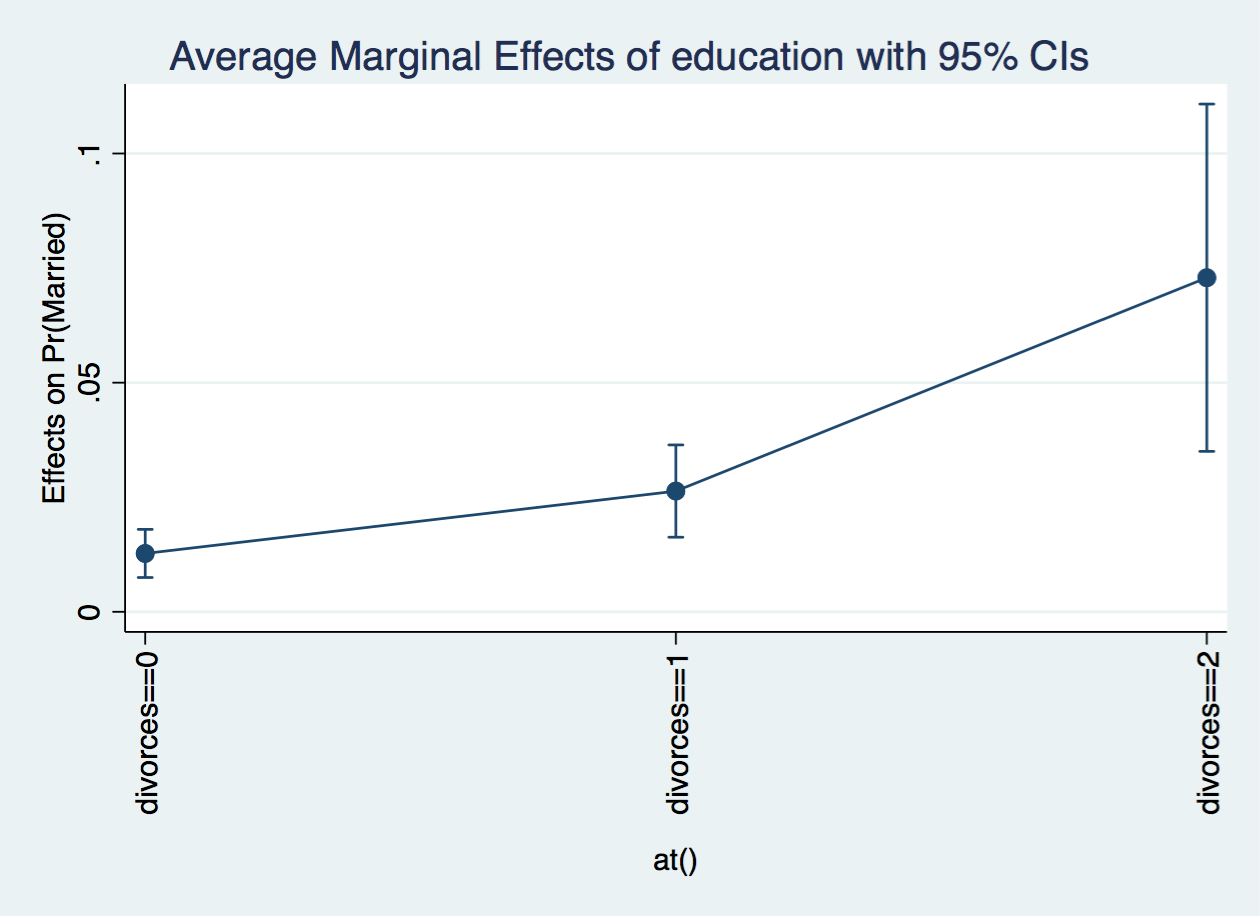 Average Marginal Effects of education with 95% CIs
Effects on Pr(Married)
.1
.05
0
divorces==0
divorces==1
divorces==2
at()